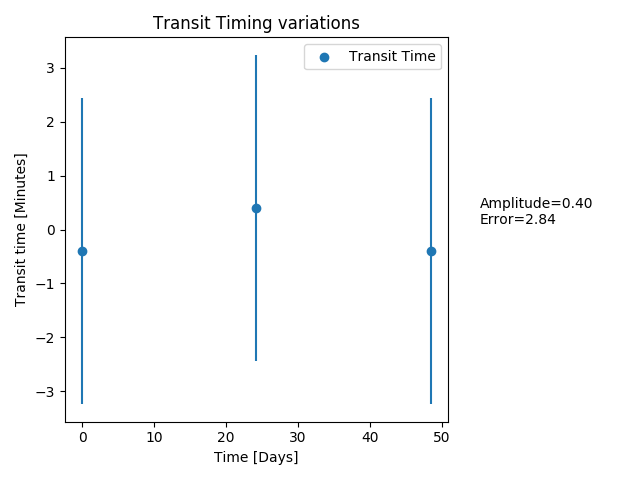 Transit Timing variations
Transit Time
3
2
1
0
−1
−2
−3
Transit time [Minutes]
Amplitude=0.40
Error=2.84
0 10 20 30 40 50
Time [Days]